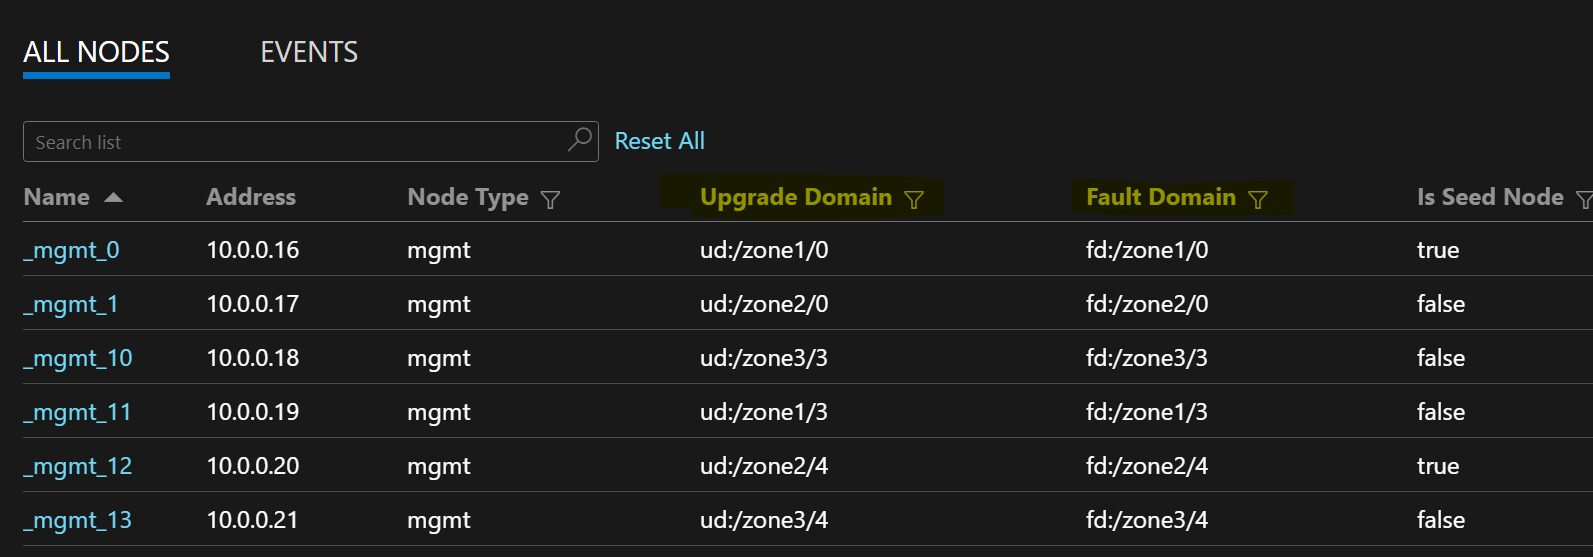 ALL NODES EVENTS
Search list Reset All
Name Address Node Type Upgrade Domain Fault Domain Is Seed Node
_mgmt_0 10.0.0.16 mgmt ud:/zone1/0 fd:/zone1/0 true
_mgmt_1 10.0.0.17 mgmt ud:/zone2/0 fd:/zone2/0 false
_mgmt_10 10.0.0.18 mgmt ud:/zone3/3 fd:/zone3/3 false
_mgmt_11 10.0.0.19 mgmt ud:/zone1/3 fd:/zone1/3 false
_mgmt_12 10.0.0.20 mgmt ud:/zone2/4 fd:/zone2/4 true
_mgmt_13 10.0.0.21 mgmt ud:/zone3/4 fd:/zone3/4 false